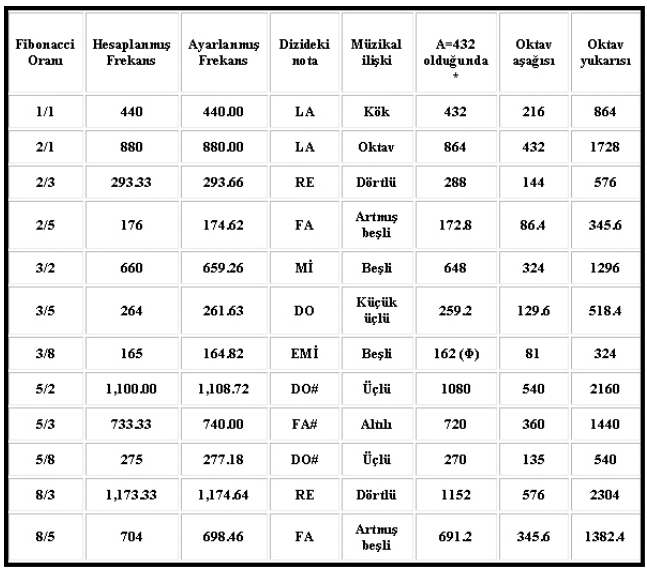 Fibonacci Oranı Hesaplanmış Frekans Ayarlanmış Frekans Dizideki nota Müzikal ilişki A=432 olduğunda * Oktav aşağısı Oktav yukarısı
1/1 440 440.00 LA Kök 432 216 864
2/1 880 880.00 LA Oktav 864 432 1728
2/3 293.33 293.66 RE Dörtlü 288 144 576
2/5 176 174.62 FA Artmış beşli 172.8 86.4 345.6
3/2 660 659.26 Mİ Beşli 648 324 1296
3/5 264 261.63 DO Küçük üçlü 259.2 129.6 518.4
3/8 165 164.82 EMİ Beşli 162 (Φ) 81 324
5/2 1,100.00 1,108.72 DO# Üçlü 1080 540 2160
5/3 733.33 740.00 FA# Altılı 720 360 1440
5/8 275 277.18 DO# Üçlü 270 135 540
8/3 1,173.33 1,174.64 RE Dörtlü 1152 576 2304
8/5 704 698.46 FA Artmış beşli 691.2 345.6 1382.4